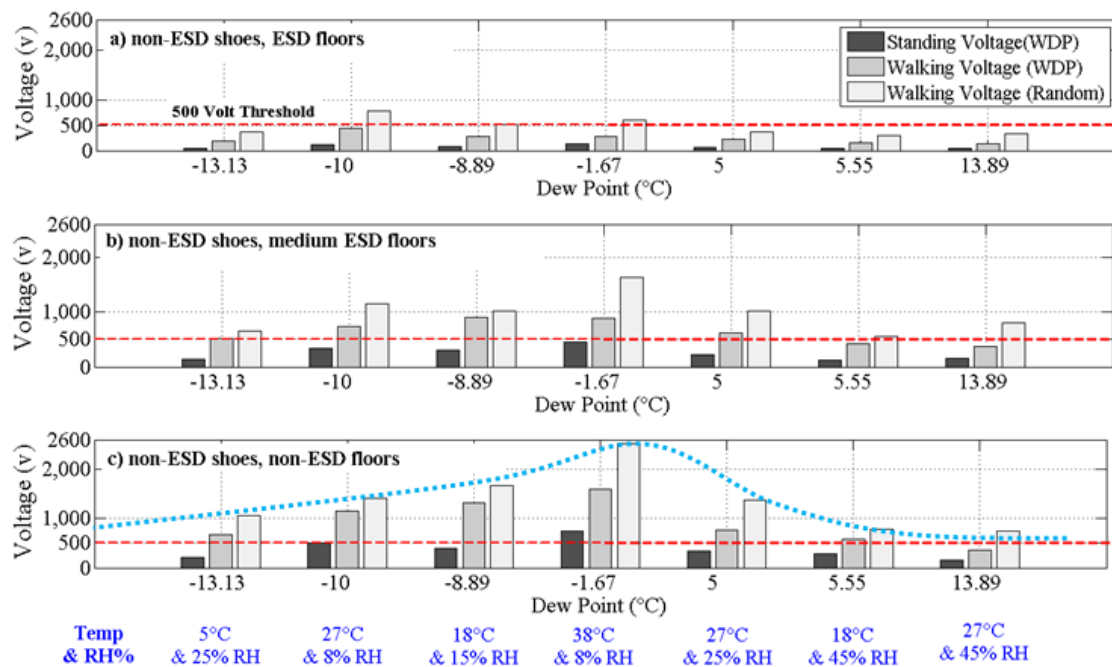 2600
2,000
1,000
500
0
Voltage (v)
a) non-ESD shoes, ESD floors
500 Volt Threshold
Standing Voltage(WDP)
Walking Voltage (WDP)
Walking Voltage (Random)
-13.13 -10 -8.89 -1.67 5 5.55 13.89
Dew Point (°C)
2600
2,000
1,000
500
0
Voltage (v)
b) non-ESD shoes, medium ESD floors
-13.13 -10 -8.89 -1.67 5 5.55 13.89
Dew Point (°C)
2600
2,000
1,000
500
0
Voltage (v)
c) non-ESD shoes, non-ESD floors
-13.13 -10 -8.89 -1.67 5 5.55 13.89
Dew Point (°C)
Temp 5°C 27°C 18°C 38°C 27°C 18°C 27°C
& RH% & 25% RH & 8% RH & 15% RH & 8% RH & 25% RH & 45% RH & 45% RH